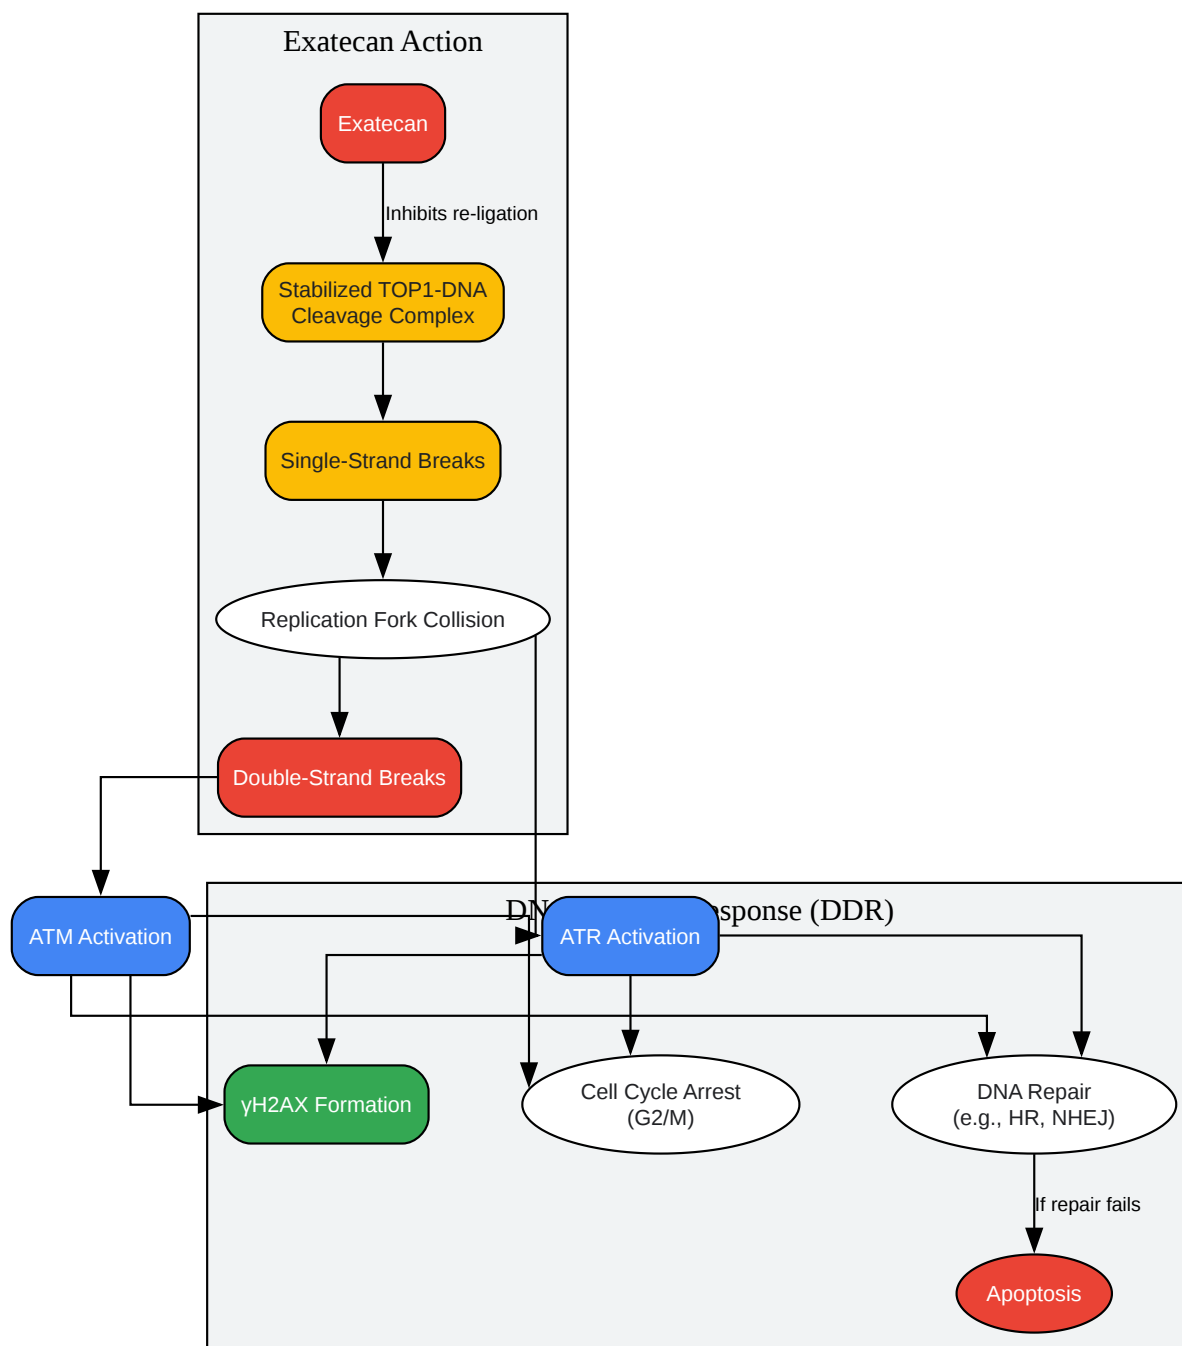 Exatecan Action
Exatecan
Inhibits re-ligation
Stabilized TOP1-DNA
Cleavage Complex
Single-Strand Breaks
Replication Fork Collision
Double-Strand Breaks
(DDR)
ATM Activation
ATR Activation
γH2AX Formation
Cell Cycle Arrest
(G2/M)
DNA Repair
(e.g., HR, NHEJ)
If repair fails
Apoptosis